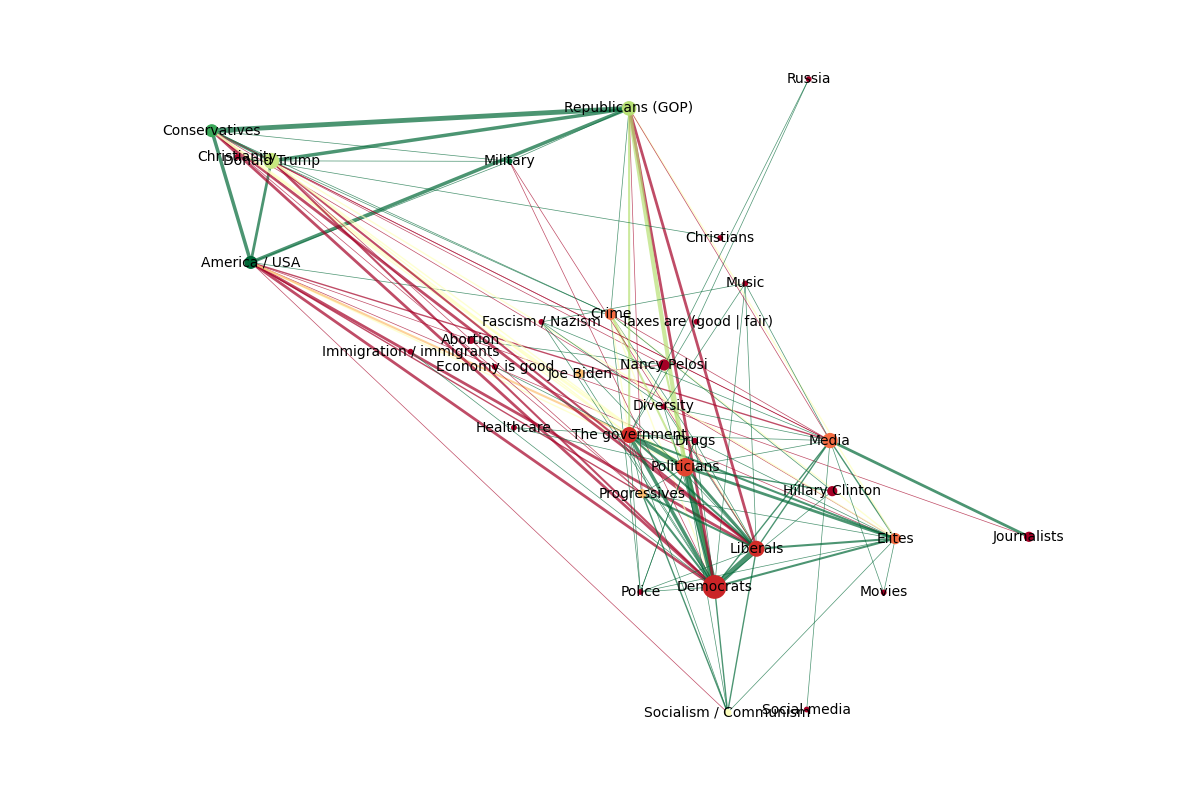 Russia
Republicans (GOP)
Conservatives
Christianity
Donald Trump
Military
Christians
America / USA
Music
Crime
Fascism / Nazism
Taxes are (good | fair)
Abortion
Immigration / immigrants
Economy is good
Joe Biden
Nancy Pelosi
Diversity
Healthcare
The government
Drugs
Media
Politicians
Progressives
Hillary Clinton
Journalists
Elites
Liberals
Democrats
Police
Movies
Socialism / Communism
Social media